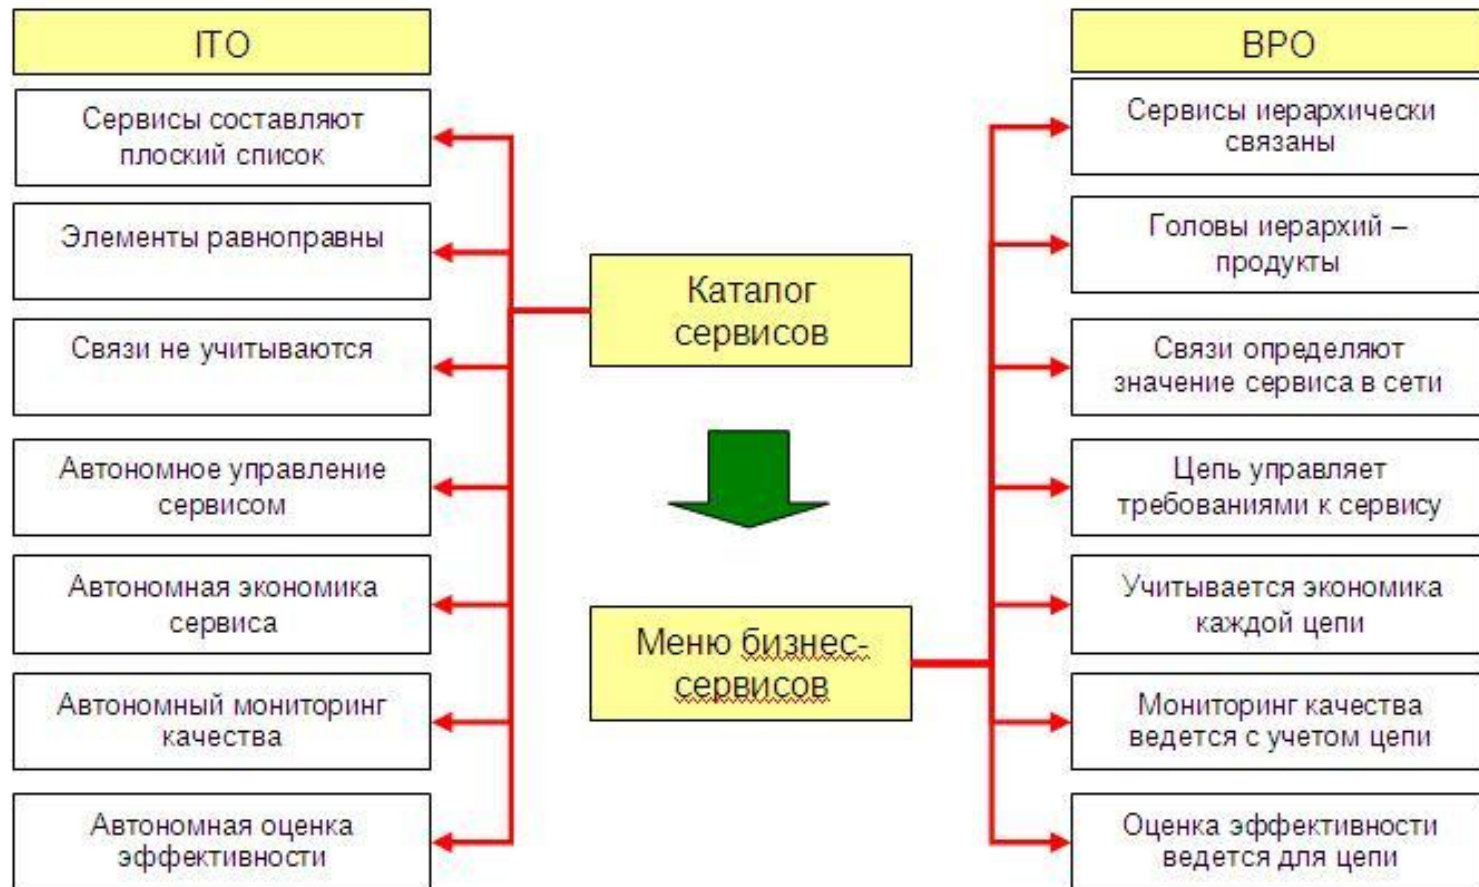 ITO
Сервисы составляют
плоский список
Элементы равноправны
Связи не учитываются
Автономное управление
сервисом
Автономная экономика
сервиса
Автономный мониторинг
качества
Автономная оценка
эффективности
Каталог
сервисов
Меню бизнес-
сервисов
BPO
Сервисы иерархически
связаны
Головы иерархий –
продукты
Связи определяют
значение сервиса в сети
Цепь управляет
требованиями к сервису
Учитывается экономика
каждой цепи
Мониторинг качества
ведется с учетом цепи
Оценка эффективности
ведется для цепи